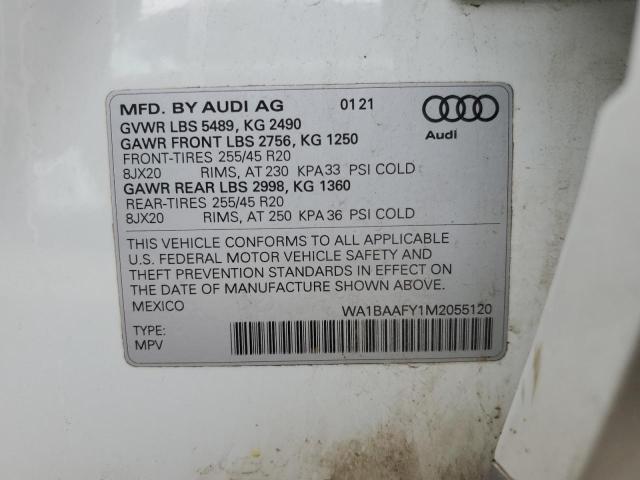 MFD. BY AUDI AG 01 21
Audi
GVWR LBS 5489, KG 2490
GAWR FRONT LBS 2756, KG 1250
FRONT-TIRES 255/45 R20
8JX20 RIMS, AT 230 KPA 33 PSI COLD
GAWR REAR LBS 2998, KG 1360
REAR-TIRES 255/45 R20
8JX20 RIMS, AT 250 KPA 36 PSI COLD
THIS VEHICLE CONFORMS TO ALL APPLICABLE
U.S. FEDERAL MOTOR VEHICLE SAFETY AND
THEFT PREVENTION STANDARDS IN EFFECT ON
THE DATE OF MANUFACTURE SHOWN ABOVE.
MEXICO WA1BAAFY1M2055120
TYPE:
MPV